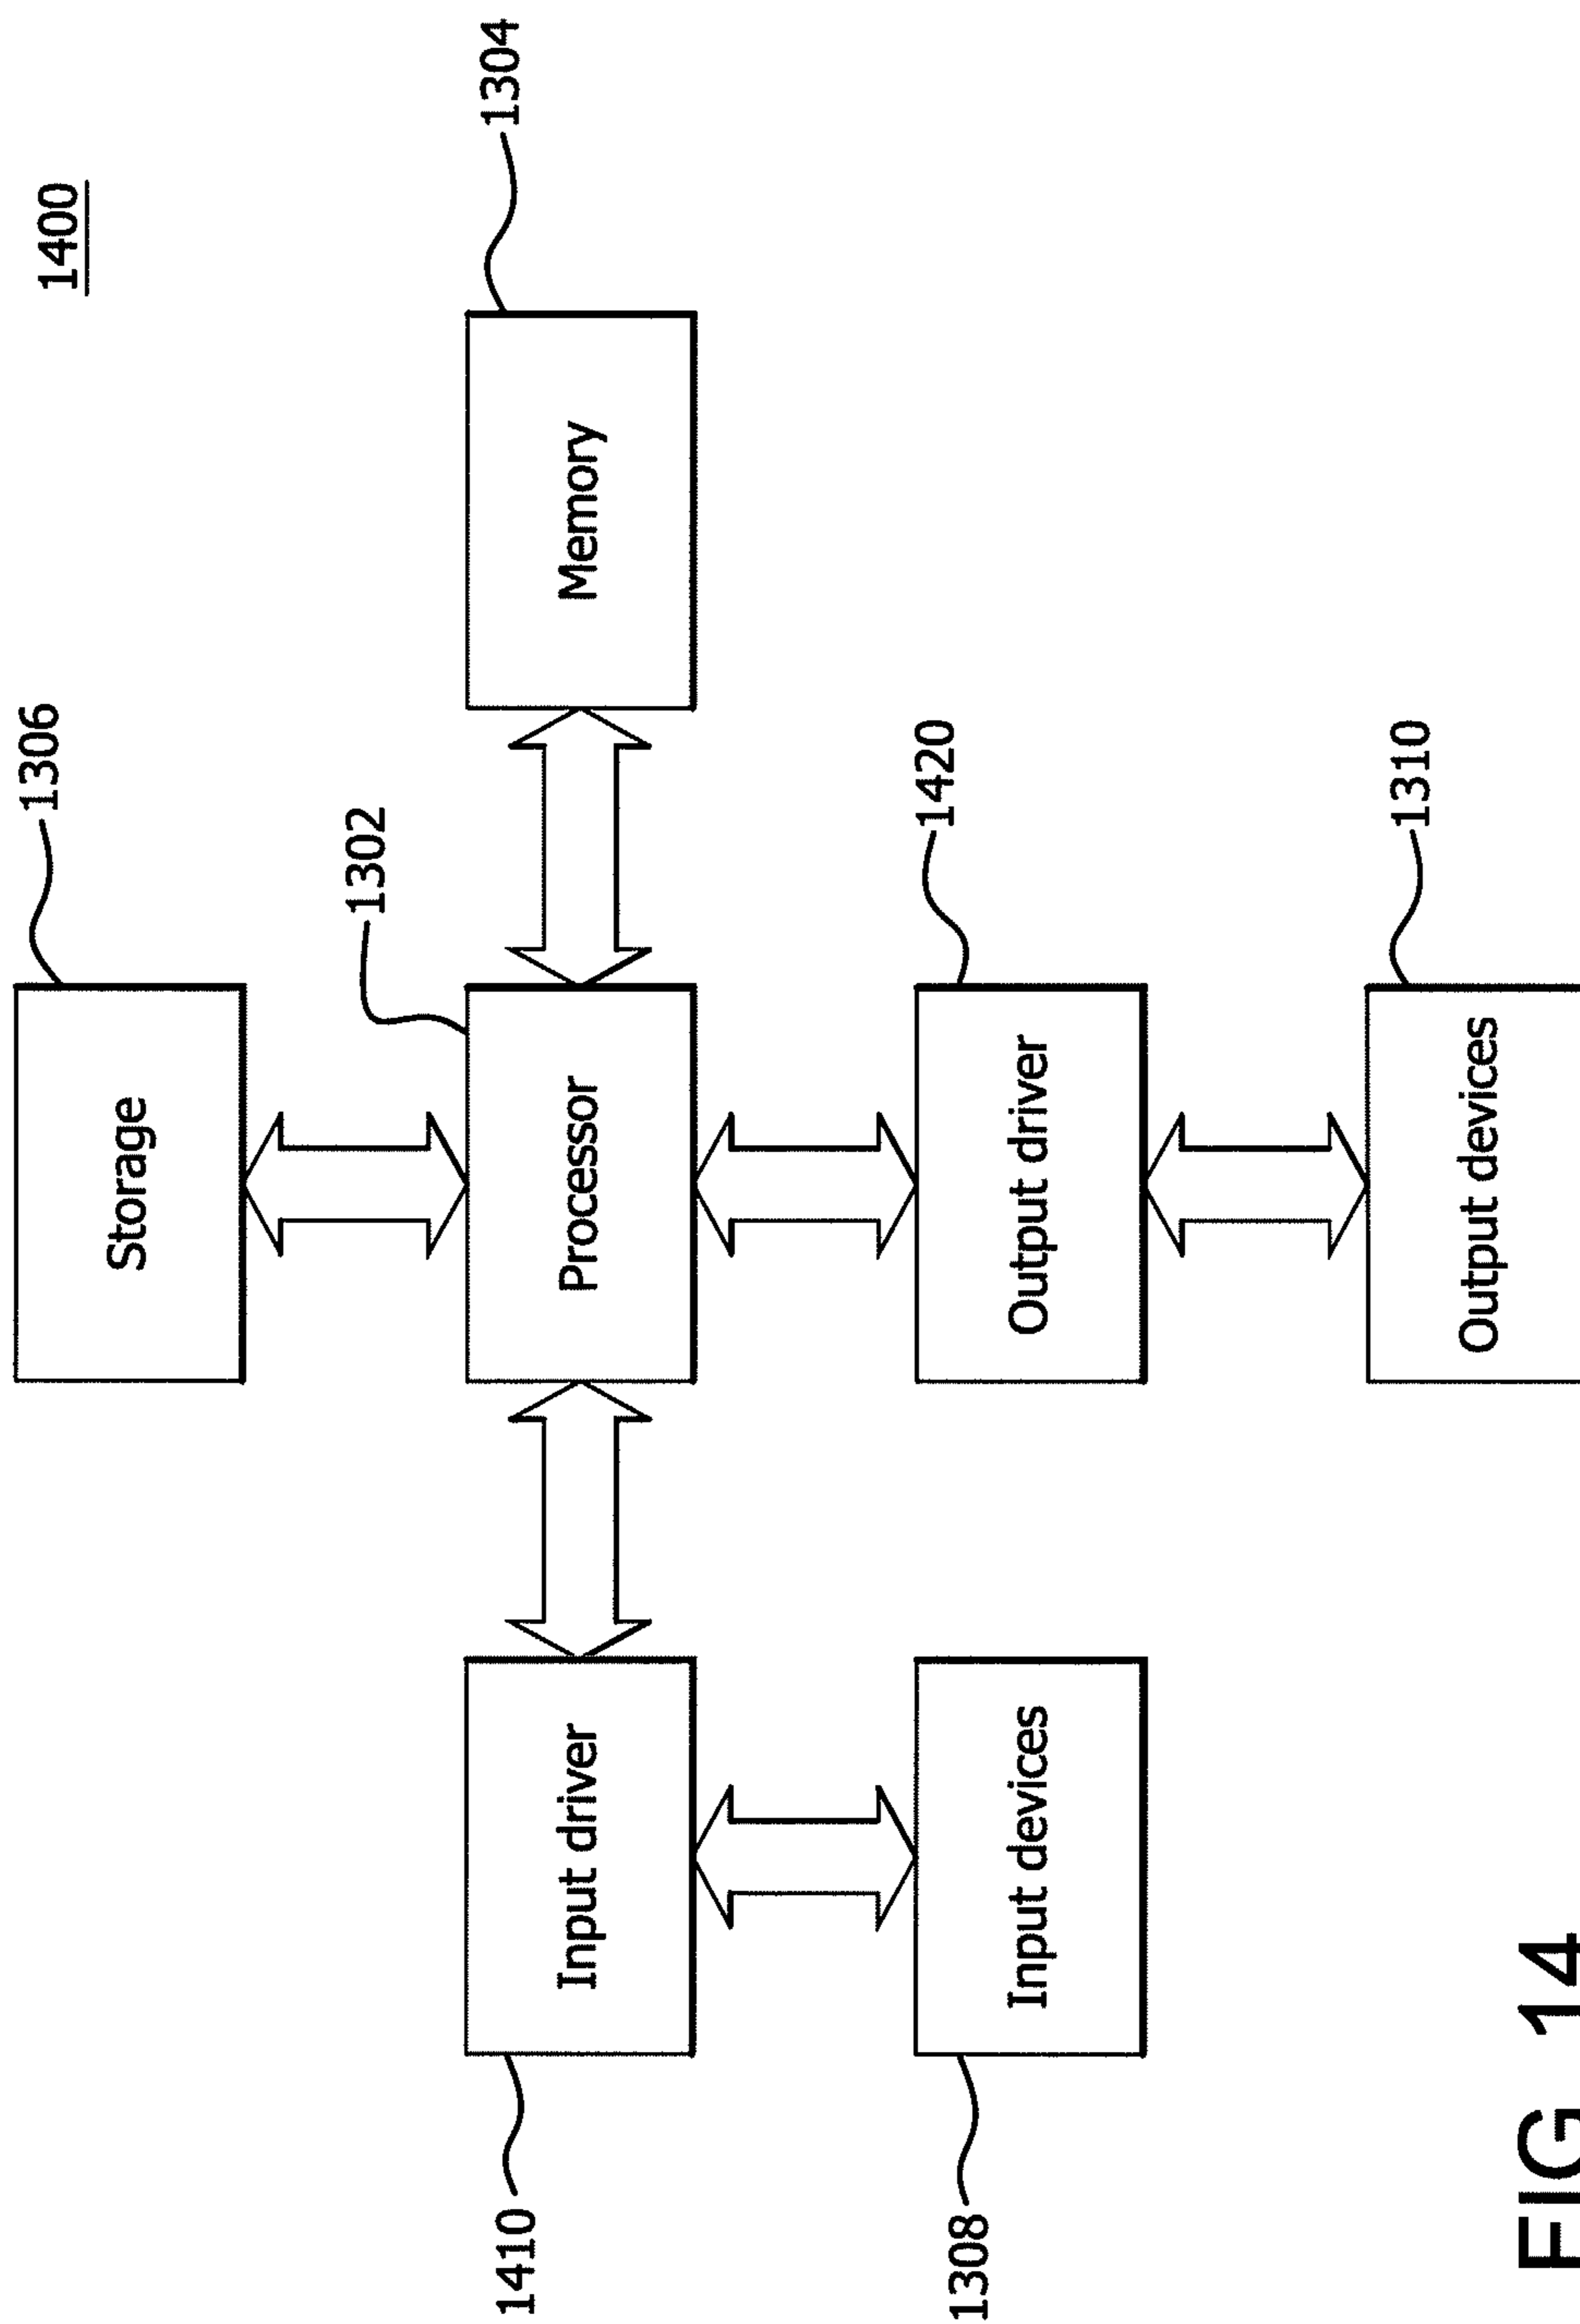 1400
1306
Storage
1302
1304
Input driver
Processor
Memory
1410
1420
Input devices
Output driver
1308
1310
Output devices
FIG. 14